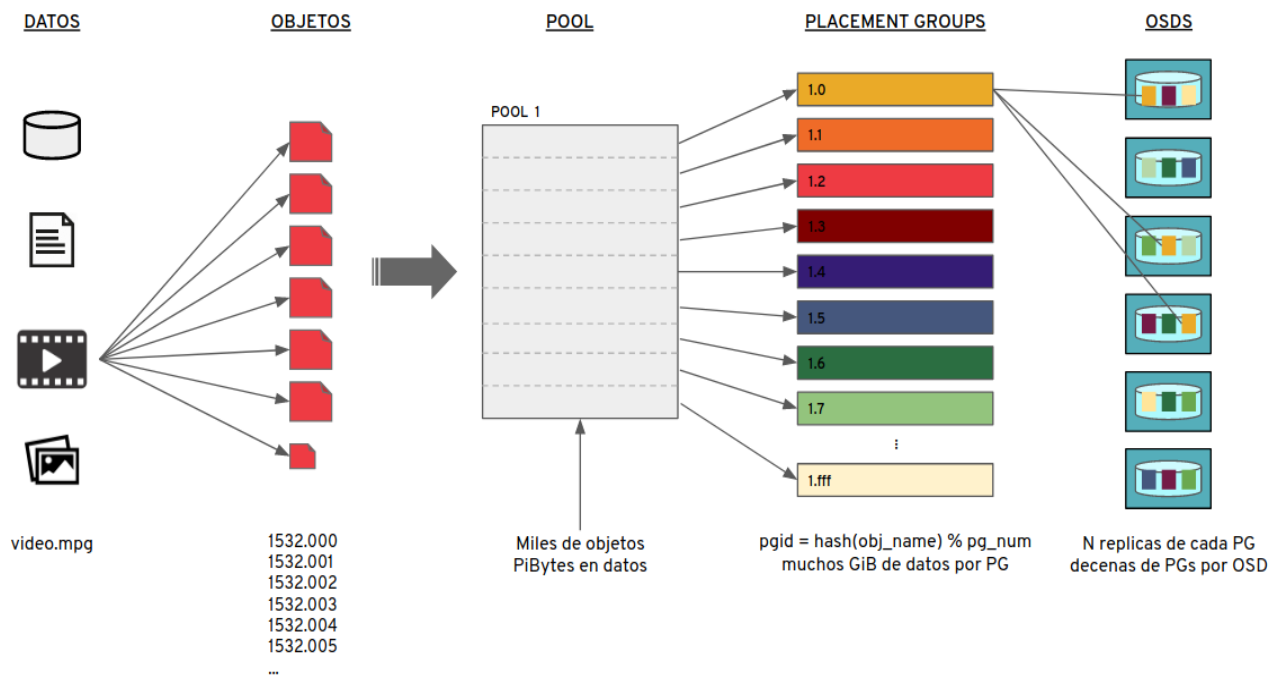 DATOS
OBJETOS
POOL
PLACEMENT GROUPS
OSDS
POOL 1
1.0
1.1
1.2
1.3
1.4
1.5
1.6
1.7
...
1.fff
video.mpg
1532.000
1532.001
1532.002
1532.003
1532.004
1532.005
...
Miles de objetos
PiBytes en datos
pgid = hash(obj_name) % pg_num
muchos GiB de datos por PG
N replicas de cada PG
decenas de PGs por OSD